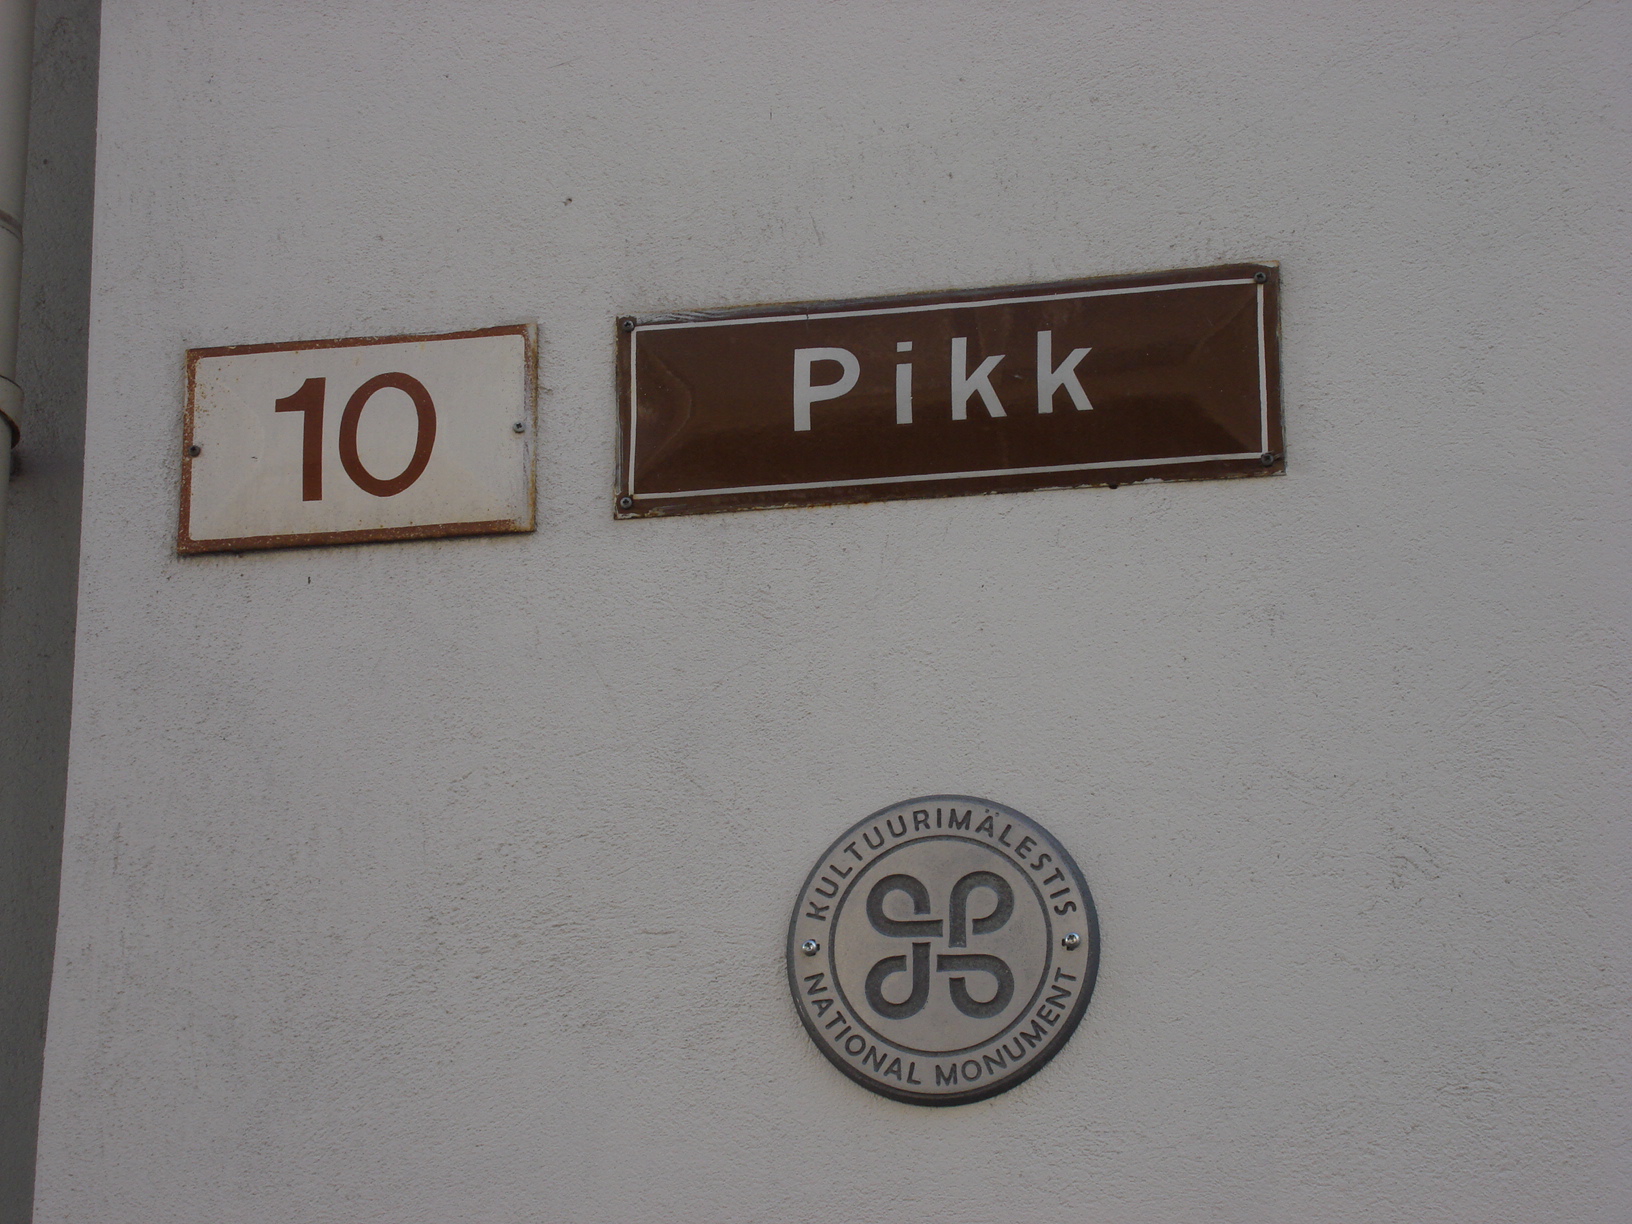 10
Pikk
KULTUURIMÄLESTIS
NATIONAL MONUMENT